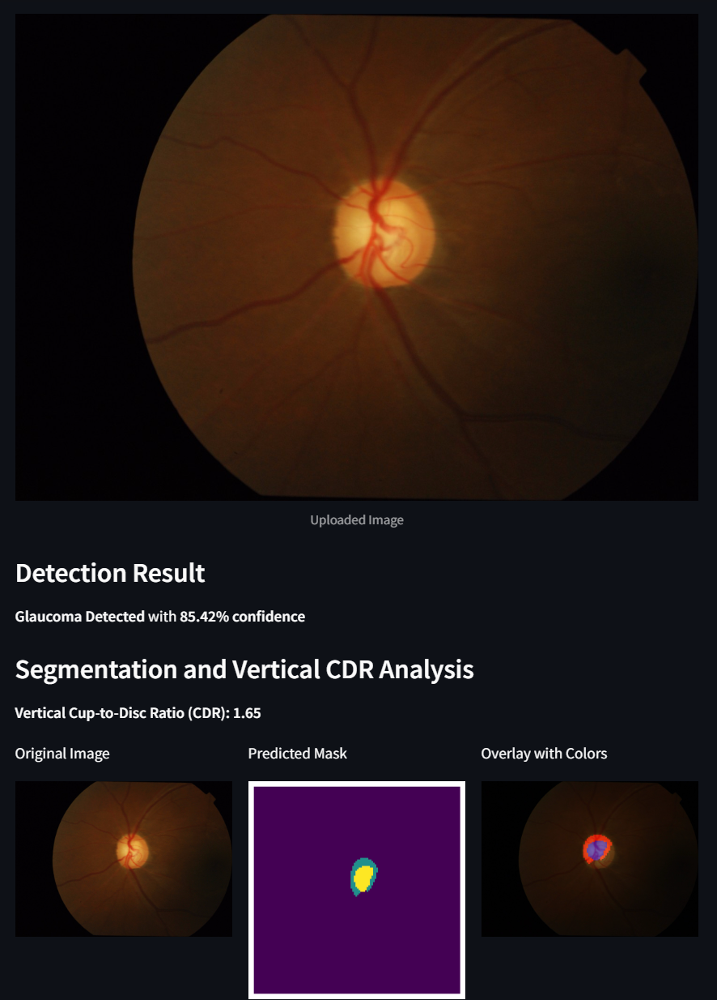 Uploaded Image
Detection Result
Glaucoma Detected with 85.42% confidence
Segmentation and Vertical CDR Analysis
Vertical Cup-to-Disc Ratio (CDR): 1.65
Original Image
Predicted Mask
Overlay with Colors